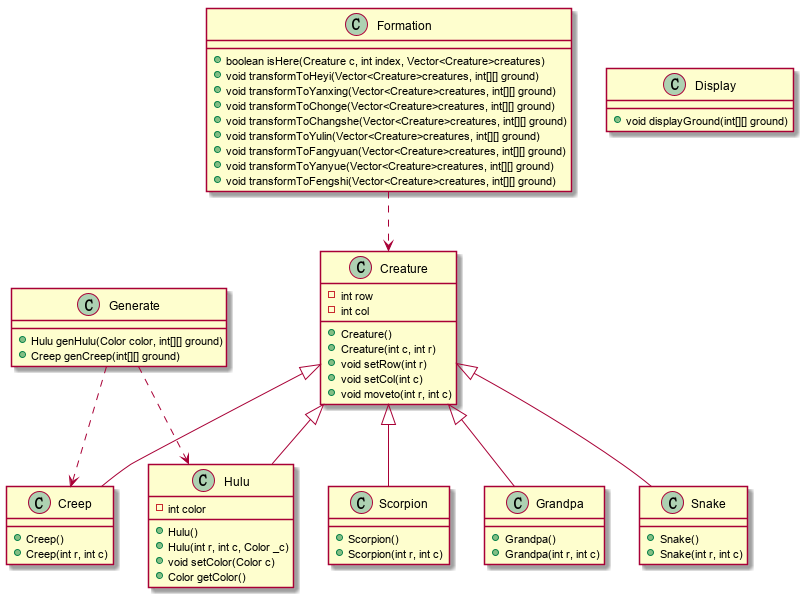 C Formation
boolean isHere(Creature c, int index, Vector<Creature>creatures)
void transformToHeyi(Vector<Creature>creatures, int[][] ground)
void transformToYanxing(Vector<Creature>creatures, int[][] ground)
void transformToChonge(Vector<Creature>creatures, int[][] ground)
void transformToChangshe(Vector<Creature>creatures, int[][] ground)
void transformToYulin(Vector<Creature>creatures, int[][] ground)
void transformToFangyuan(Vector<Creature>creatures, int[][] ground)
void transformToYanyue(Vector<Creature>creatures, int[][] ground)
void transformToFengshi(Vector<Creature>creatures, int[][] ground)
C Display
void displayGround(int[][] ground)
C Creature
int row
int col
Creature()
Creature(int c, int r)
void setRow(int r)
void setCol(int c)
void moveto(int r, int c)
C Generate
Hulu genHulu(Color color, int[][] ground)
Creep genCreep(int[][] ground)
C Creep
Creep()
Creep(int r, int c)
C Hulu
int color
Hulu()
Hulu(int r, int c, Color _c)
void setColor(Color c)
Color getColor()
C Scorpion
Scorpion()
Scorpion(int r, int c)
C Grandpa
Grandpa()
Grandpa(int r, int c)
C Snake
Snake()
Snake(int r, int c)